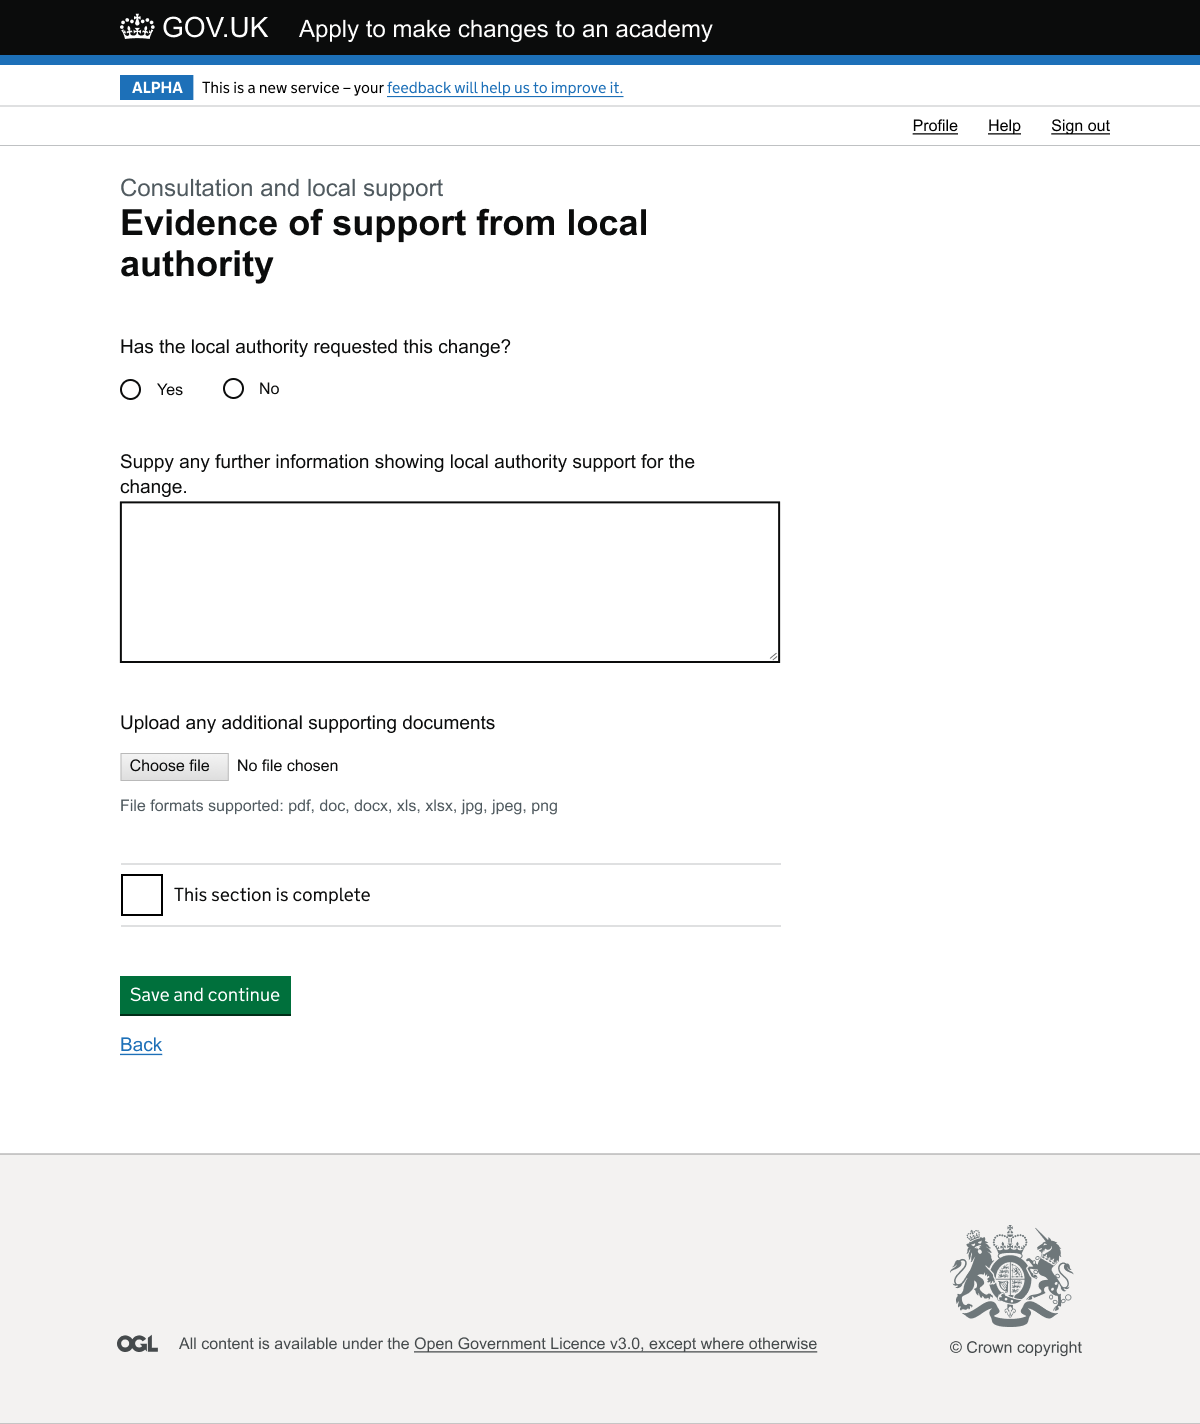 GOV.UK Apply to make changes to an academy
ALPHA This is a new service – your feedback will help us to improve it.
Profile Help Sign out
Consultation and local support
Evidence of support from local
authority
Has the local authority requested this change?
Yes No
Suppy any further information showing local authority support for the
change.
Upload any additional supporting documents
Choose file No file chosen
File formats supported: pdf, doc, docx, xls, xlsx, jpg, jpeg, png
This section is complete
Save and continue
Back
OGL All content is available under the Open Government Licence v3.0, except where otherwise
© Crown copyright